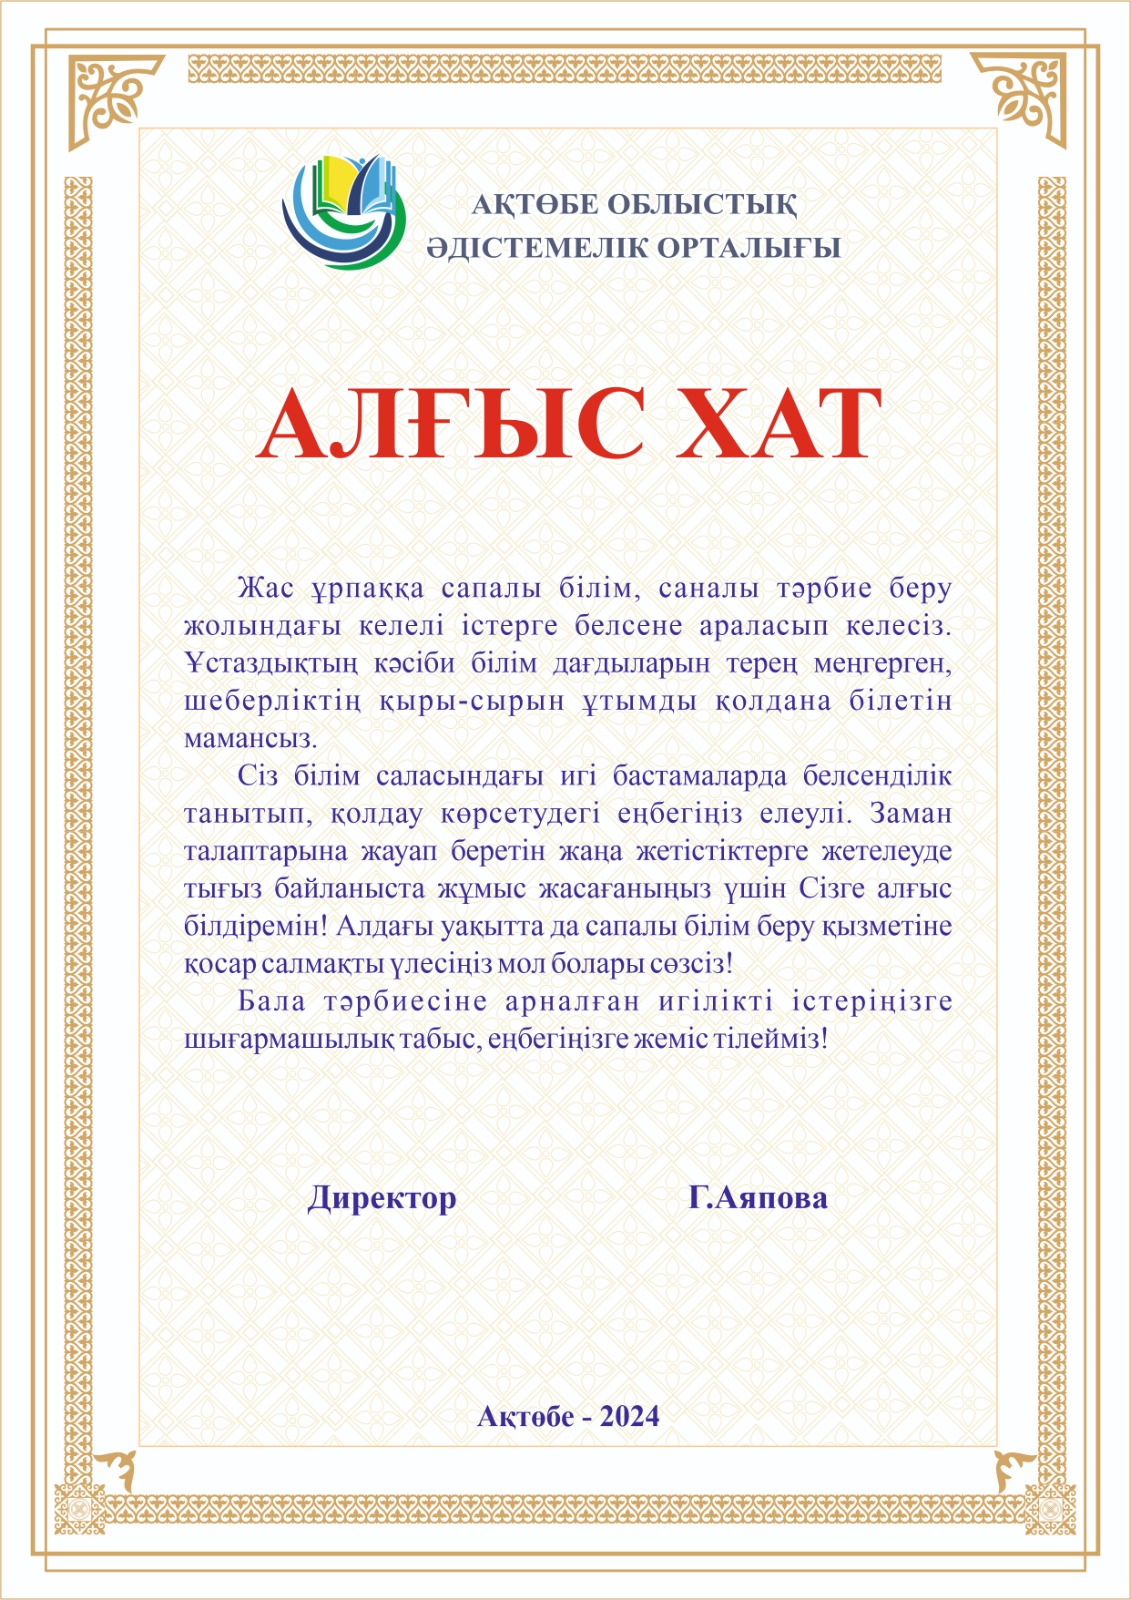 АҚТӨБЕ ОБЛЫСТЫҚ
ӘДІСТЕМЕЛІК ОРТАЛЫҒЫ
АЛҒЫС ХАТ
Жас ұрпаққа сапалы білім, саналы тәрбие беру
жолындағы келелі істерге белсене араласып келесіз.
Ұстаздықтың кәсіби білім дағдыларын терең меңгерген,
шеберліктің қыры-сырын ұтымды қолдана білетін
мамансыз.
Сіз білім саласындағы игі бастамаларда белсенділік
танытып, қолдау көрсетудегі еңбегіңіз елеулі. Заман
талаптарына жауап беретін жаңа жетістіктерге жетелеуде
тығыз байланыста жұмыс жасағаныңыз үшін Сізге алғыс
білдіремін! Алдағы уақытта да сапалы білім беру қызметіне
қосар салмақты үлесіңіз мол болары сөзсіз!
Бала тәрбиесіне арналған игілікті істеріңізге
шығармашылық табыс, еңбегіңізге жеміс тілейміз!
Директор Г.Аяпова
Ақтөбе - 2024